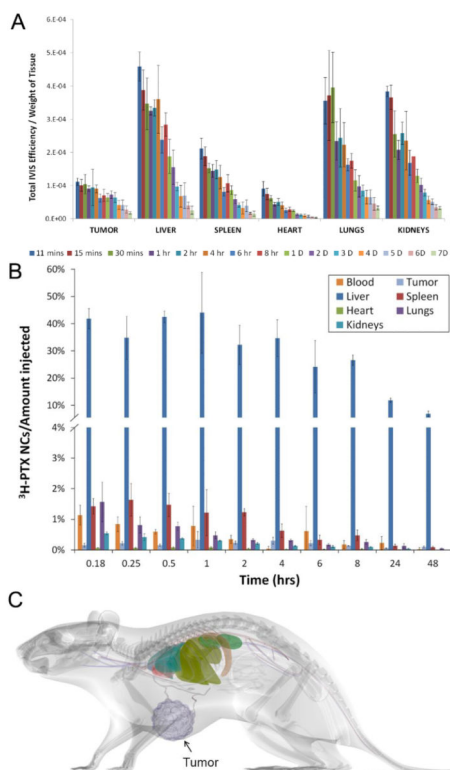 A
Total IVIS Efficiency / Weight of Tissue
6.E-04
5.E-04
4.E-04
3.E-04
2.E-04
1.E-04
0.E+00
TUMOR LIVER SPLEEN HEART LUNGS KIDNEYS
11 mins 15 mins 30 mins 1 hr 2 hr 4 hr 6 hr 8 hr 1 D 2 D 3 D 4 D 5 D 6D 7D
B
³H-PTX NCs/Amount injected
60%
50%
40%
30%
20%
10%
4%
3%
2%
1%
0%
Blood Tumor
Liver Spleen
Heart Lungs
Kidneys
0.18 0.25 0.5 1 2 4 6 8 24 48
Time (hrs)
C
Tumor